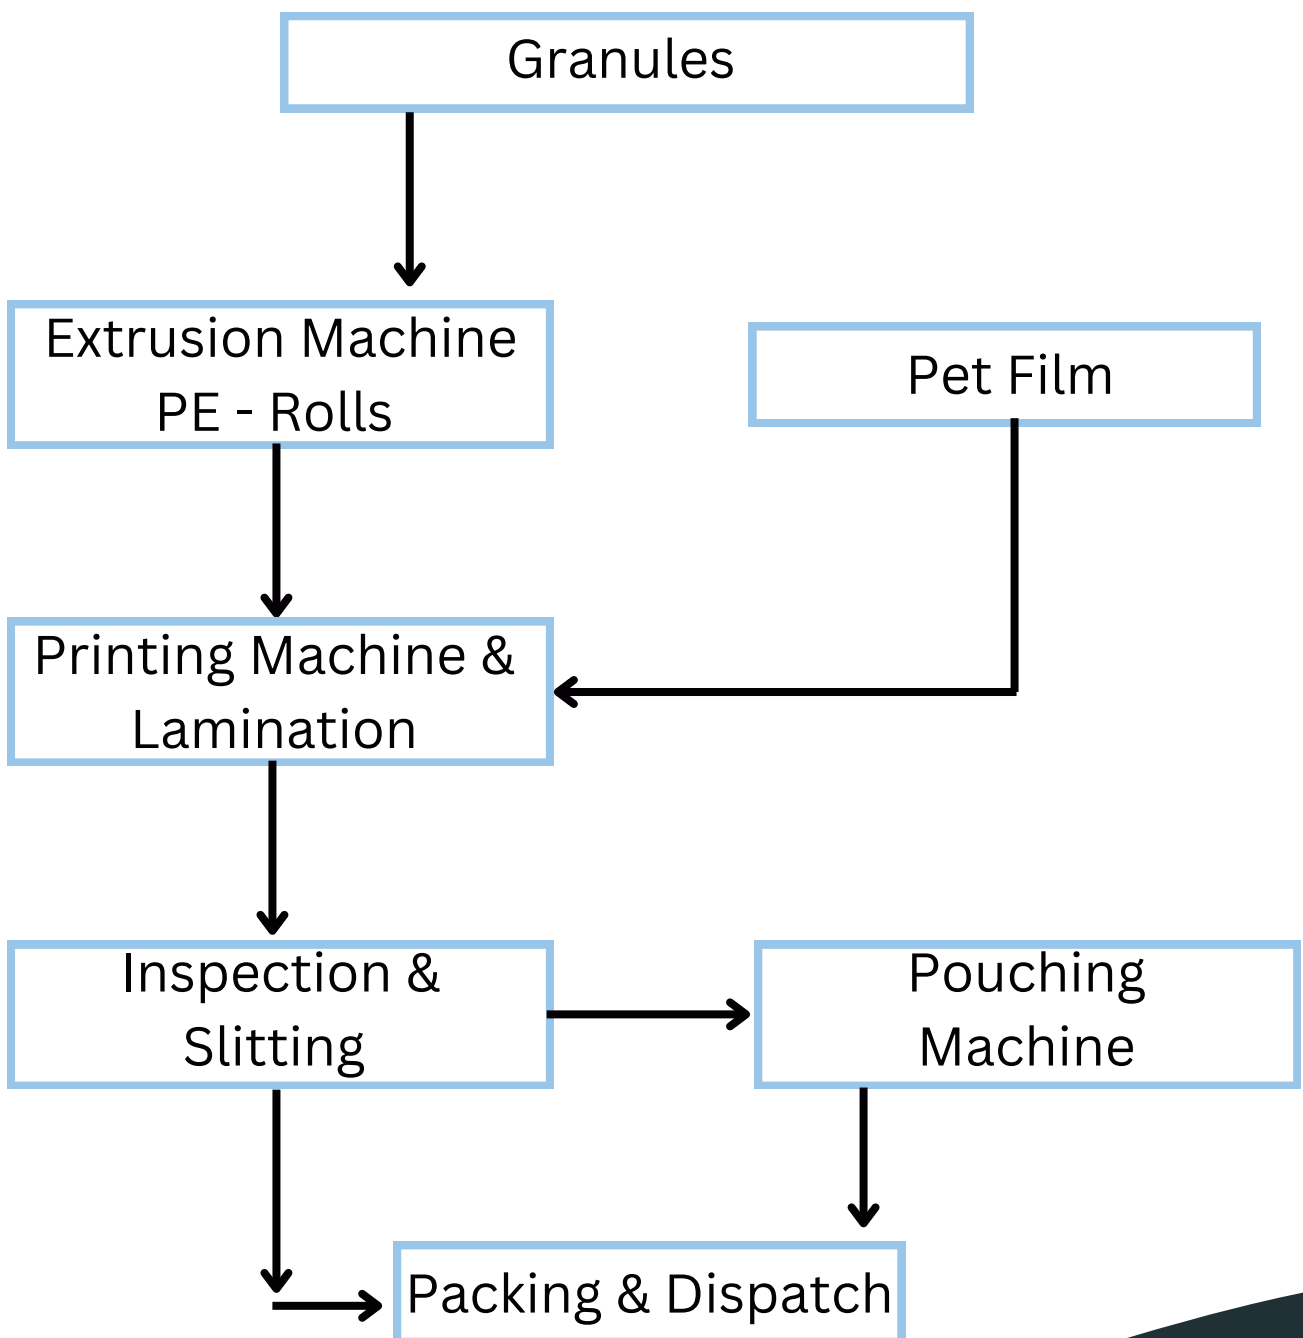 Granules
Extrusion Machine
PE - Rolls
Pet Film
Printing Machine &
Lamination
Inspection &
Slitting
Pouching
Machine
Packing & Dispatch